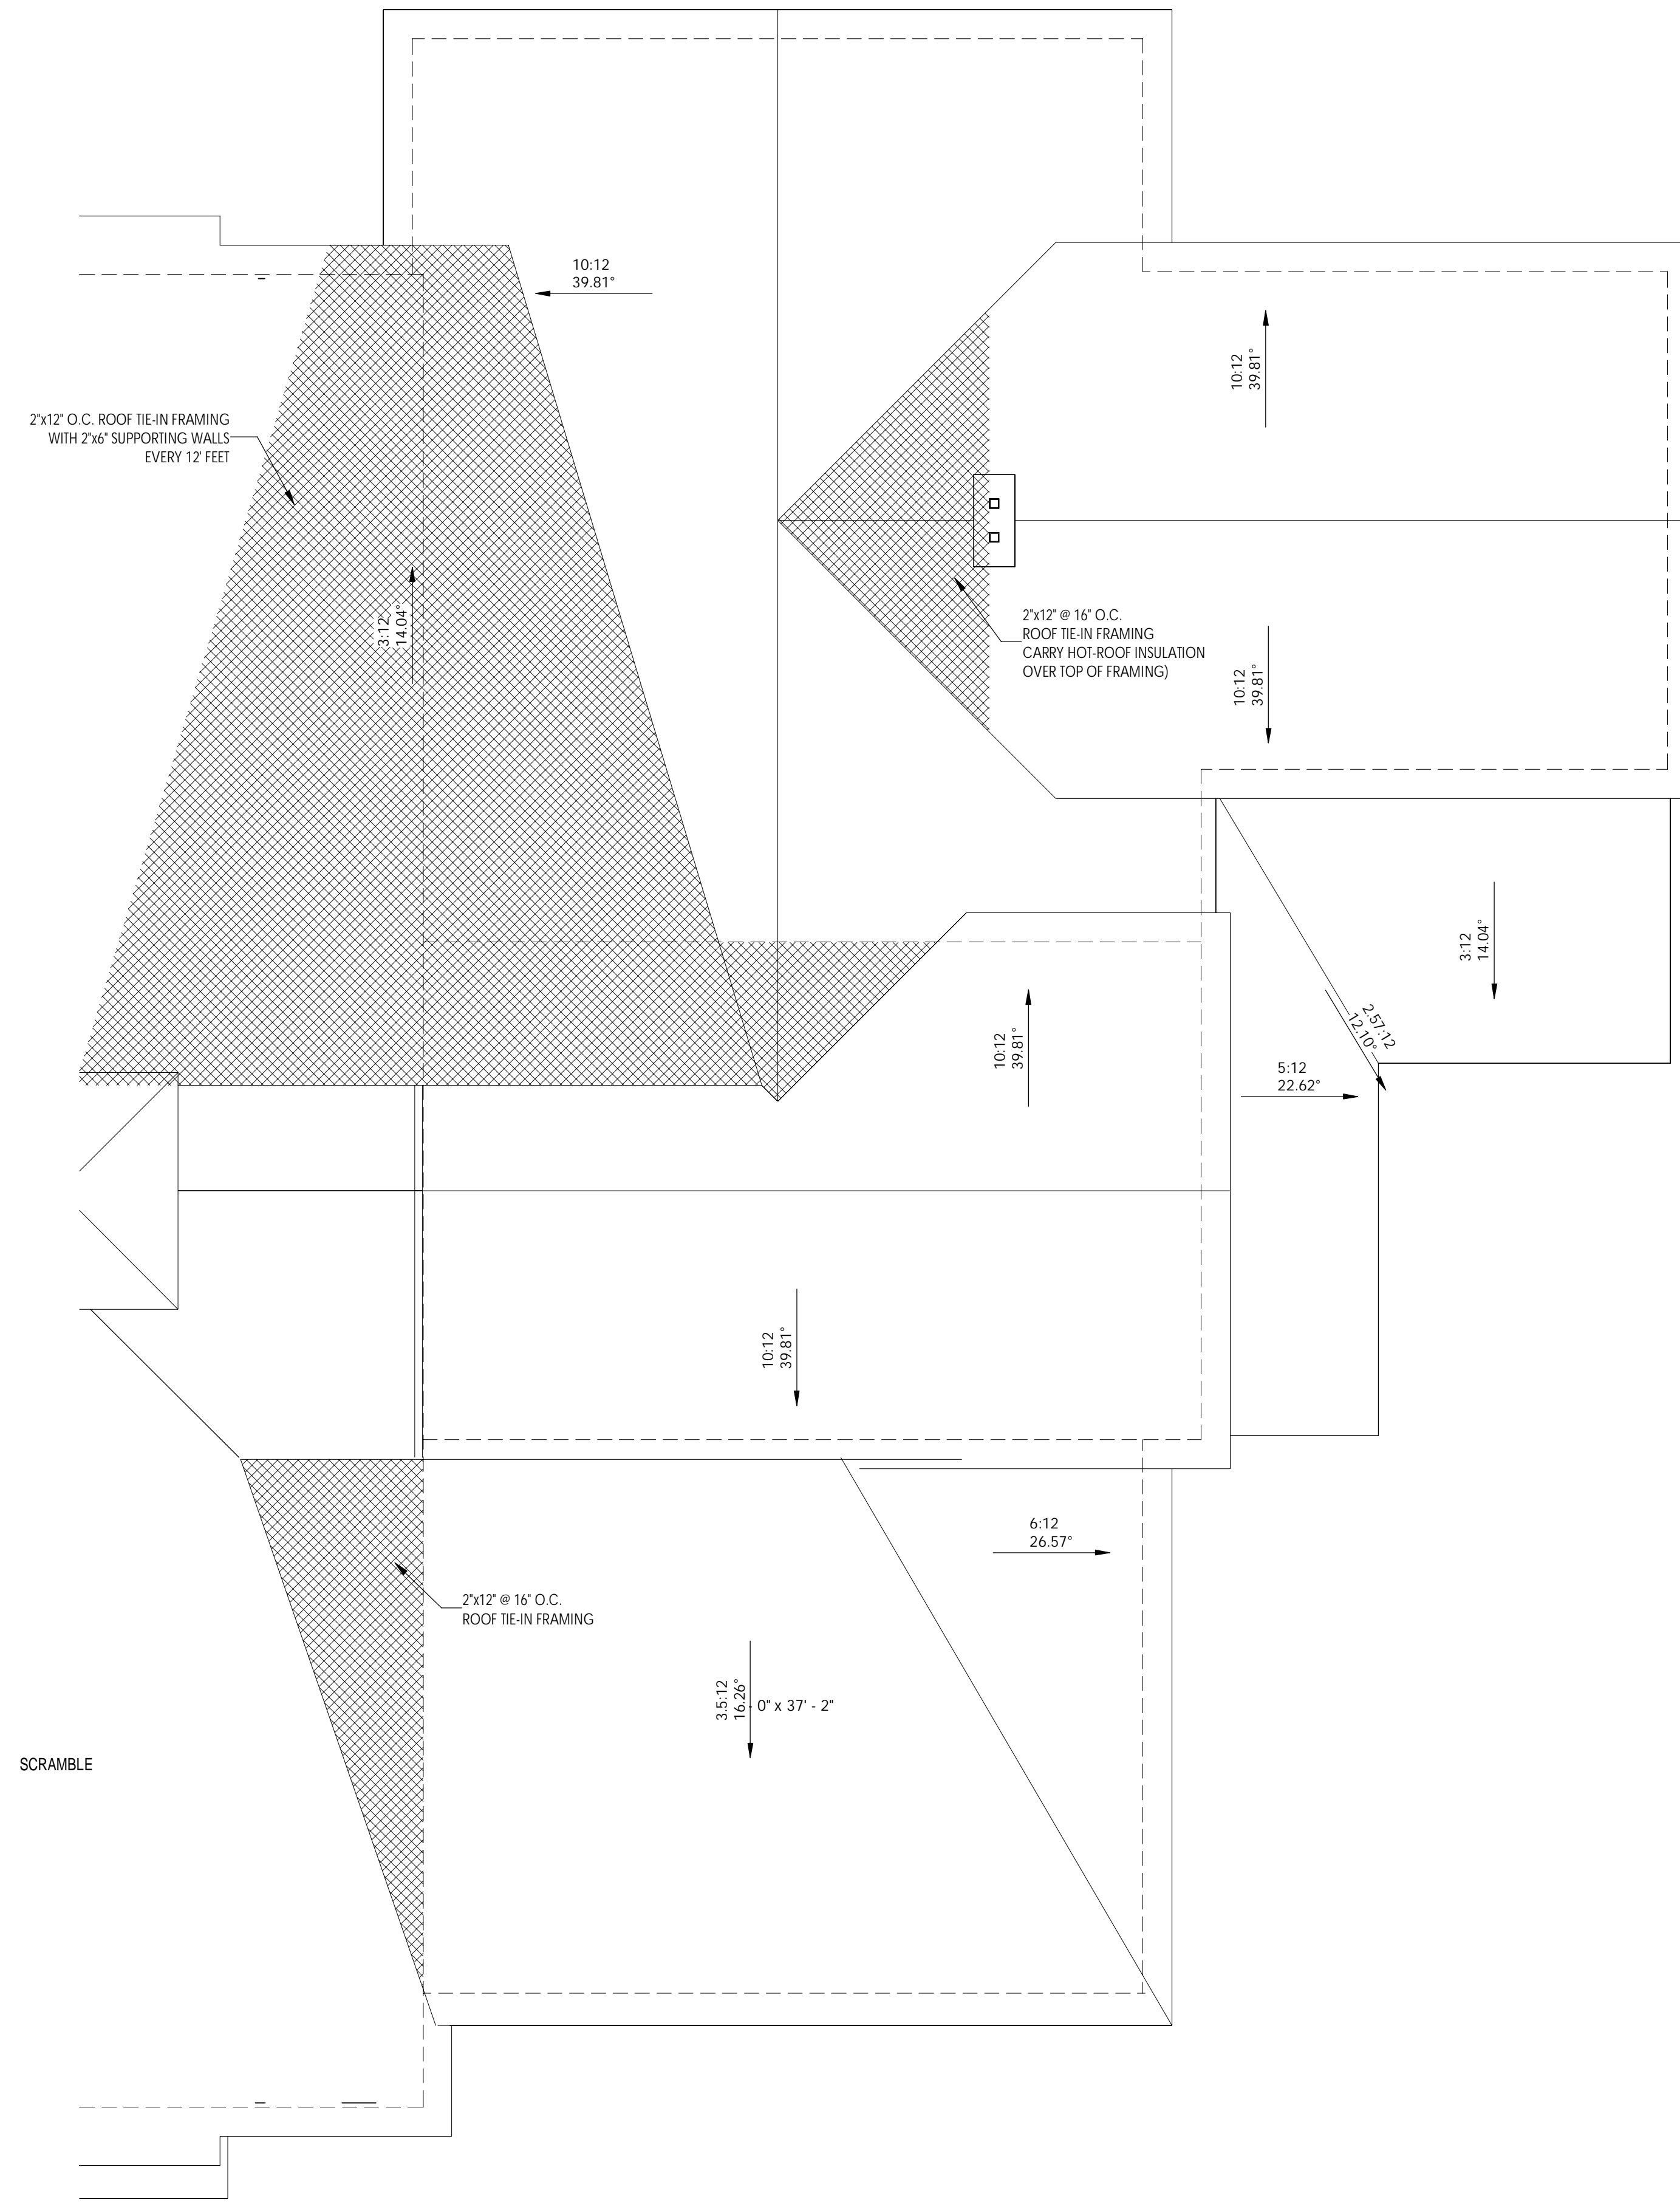 10:12
39.81°
10:12
39.81°
2"x12" O.C. ROOF TIE-IN FRAMING
WITH 2"x6" SUPPORTING WALLS
EVERY 12' FEET
3:12
14.04°
2"x12" @ 16" O.C.
ROOF TIE-IN FRAMING
CARRY HOT-ROOF INSULATION
OVER TOP OF FRAMING)
10:12
39.81°
3:12
14.04°
10:12
39.81°
2.57:12
12.10°
5:12
22.62°
10:12
39.81°
6:12
26.57°
2"x12" @ 16" O.C.
ROOF TIE-IN FRAMING
3.5:12
16.26°
- 0" x 37' - 2"
SCRAMBLE